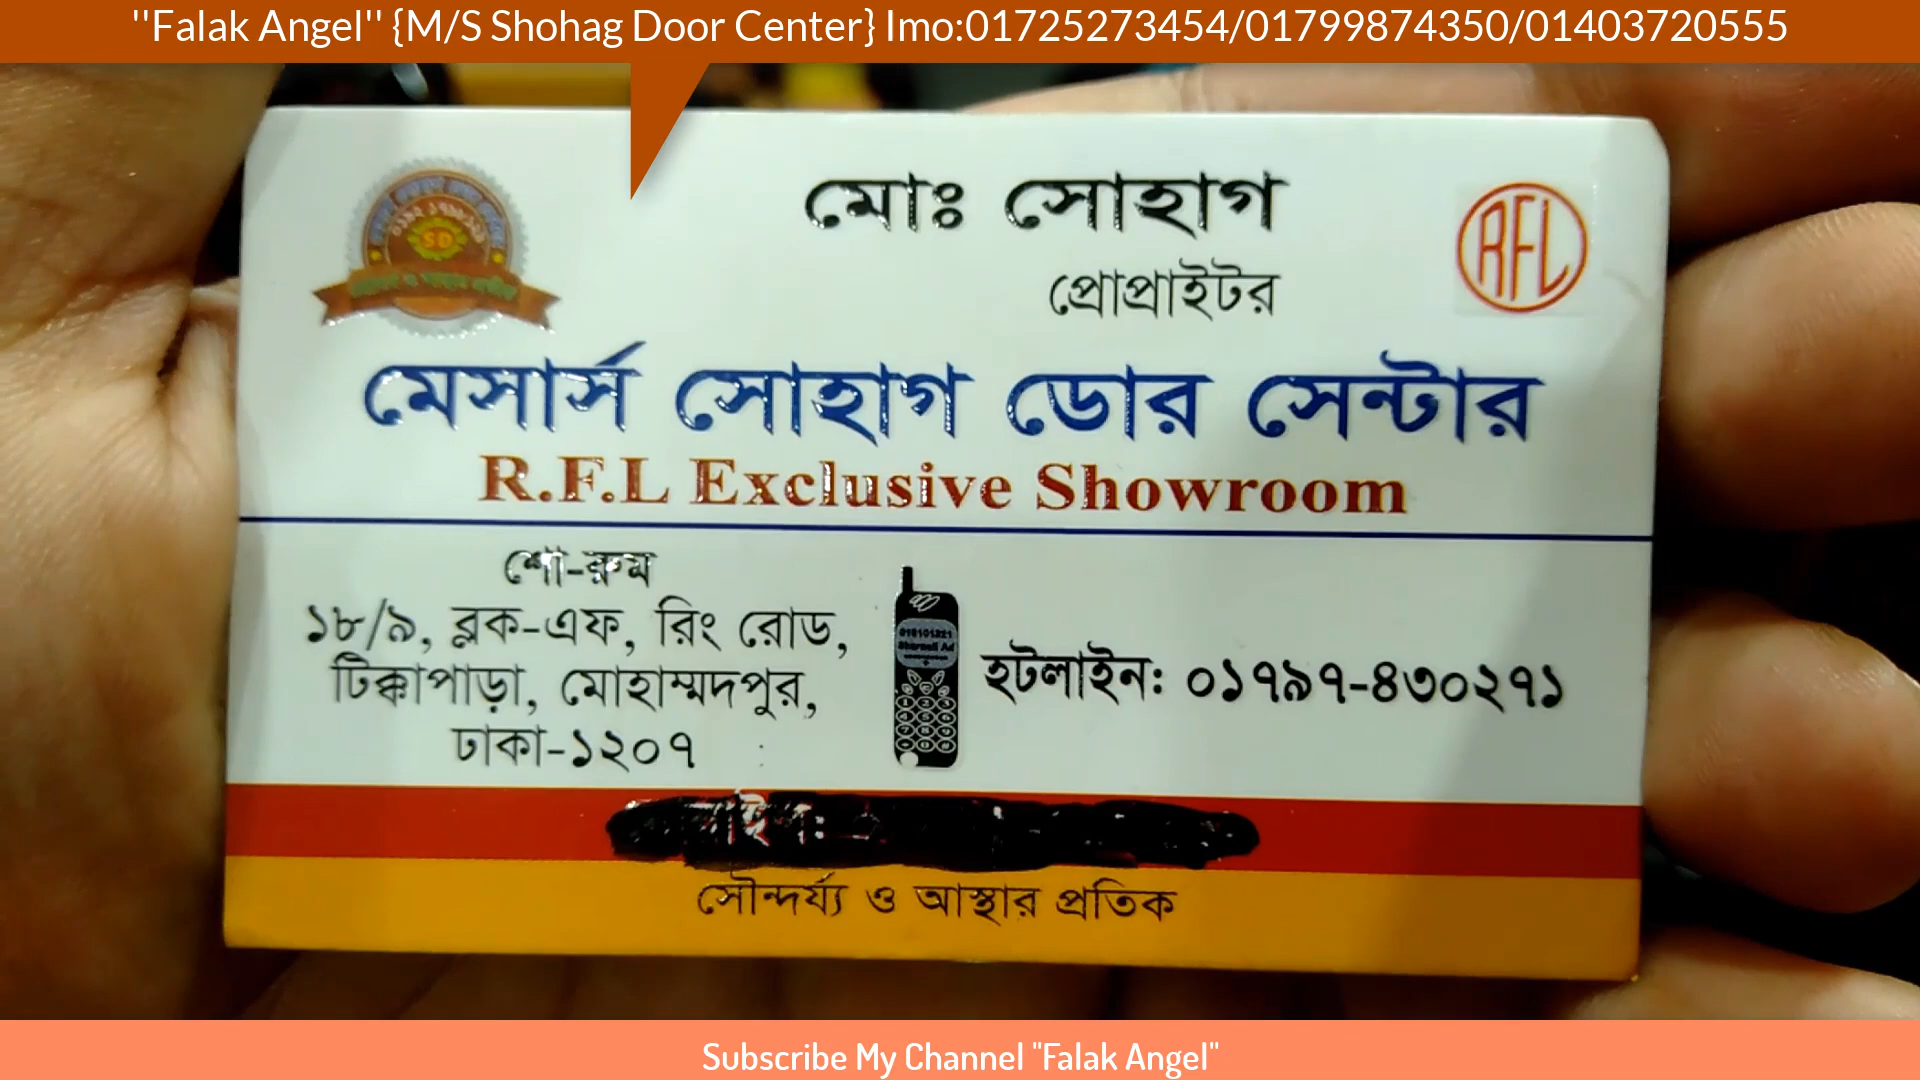 ''Falak Angel'' {M/S Shohag Door Center} Imo:01725273454/01799874350/01403720555
মোঃ সোহাগ
প্রোপ্রাইটর
SD
RFL
মেসার্স সোহাগ ডোর সেন্টার
R.F.L Exclusive Showroom
শো-রুম
১৮/৯, ব্লক-এফ, রিং রোড,
টিক্কাপাড়া, মোহাম্মদপুর,
ঢাকা-১২০৭
হটলাইন: ০১৭৯৭-৪৩০২৭১
সৌন্দর্য্য ও আস্থার প্রতিক
Subscribe My Channel "Falak Angel"